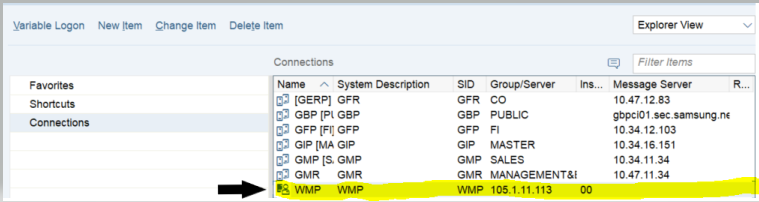 Variable Logon New Item Change Item Delete Item Explorer View
Connections Filter Items
Favorites
Shortcuts
Connections
Name System Description SID Group/Server Ins... Message Server R...
[GERP] GFR GFR CO 10.47.12.83
GBP [PU GBP GBP PUBLIC gbpci01.sec.samsung.ne
GFP [FI] GFP GFP FI 10.34.12.103
GIP [MA GIP GIP MASTER 10.34.16.151
GMP [S. GMP GMP SALES 10.34.11.34
GMR GMR GMR MANAGEMENT& 10.47.11.34
WMP WMP WMP 105.1.11.113 00